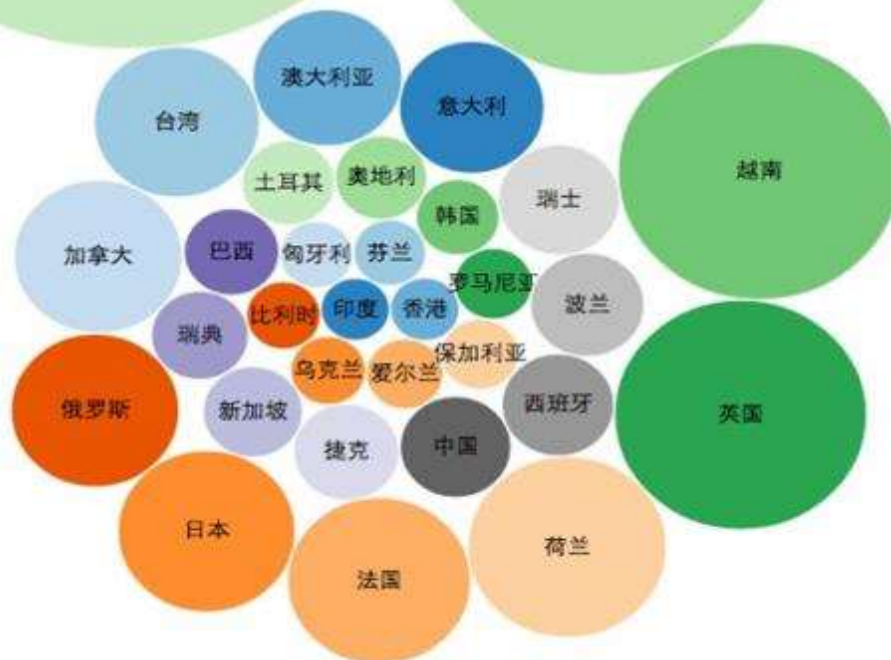 澳大利亚
意大利
台湾
越南
土耳其
奥地利
瑞士
韩国
加拿大
巴西
匈牙利
芬兰
罗马尼亚
比利时
印度
香港
波兰
瑞典
保加利亚
乌克兰
爱尔兰
俄罗斯
新加坡
西班牙
英国
捷克
中国
日本
荷兰
法国